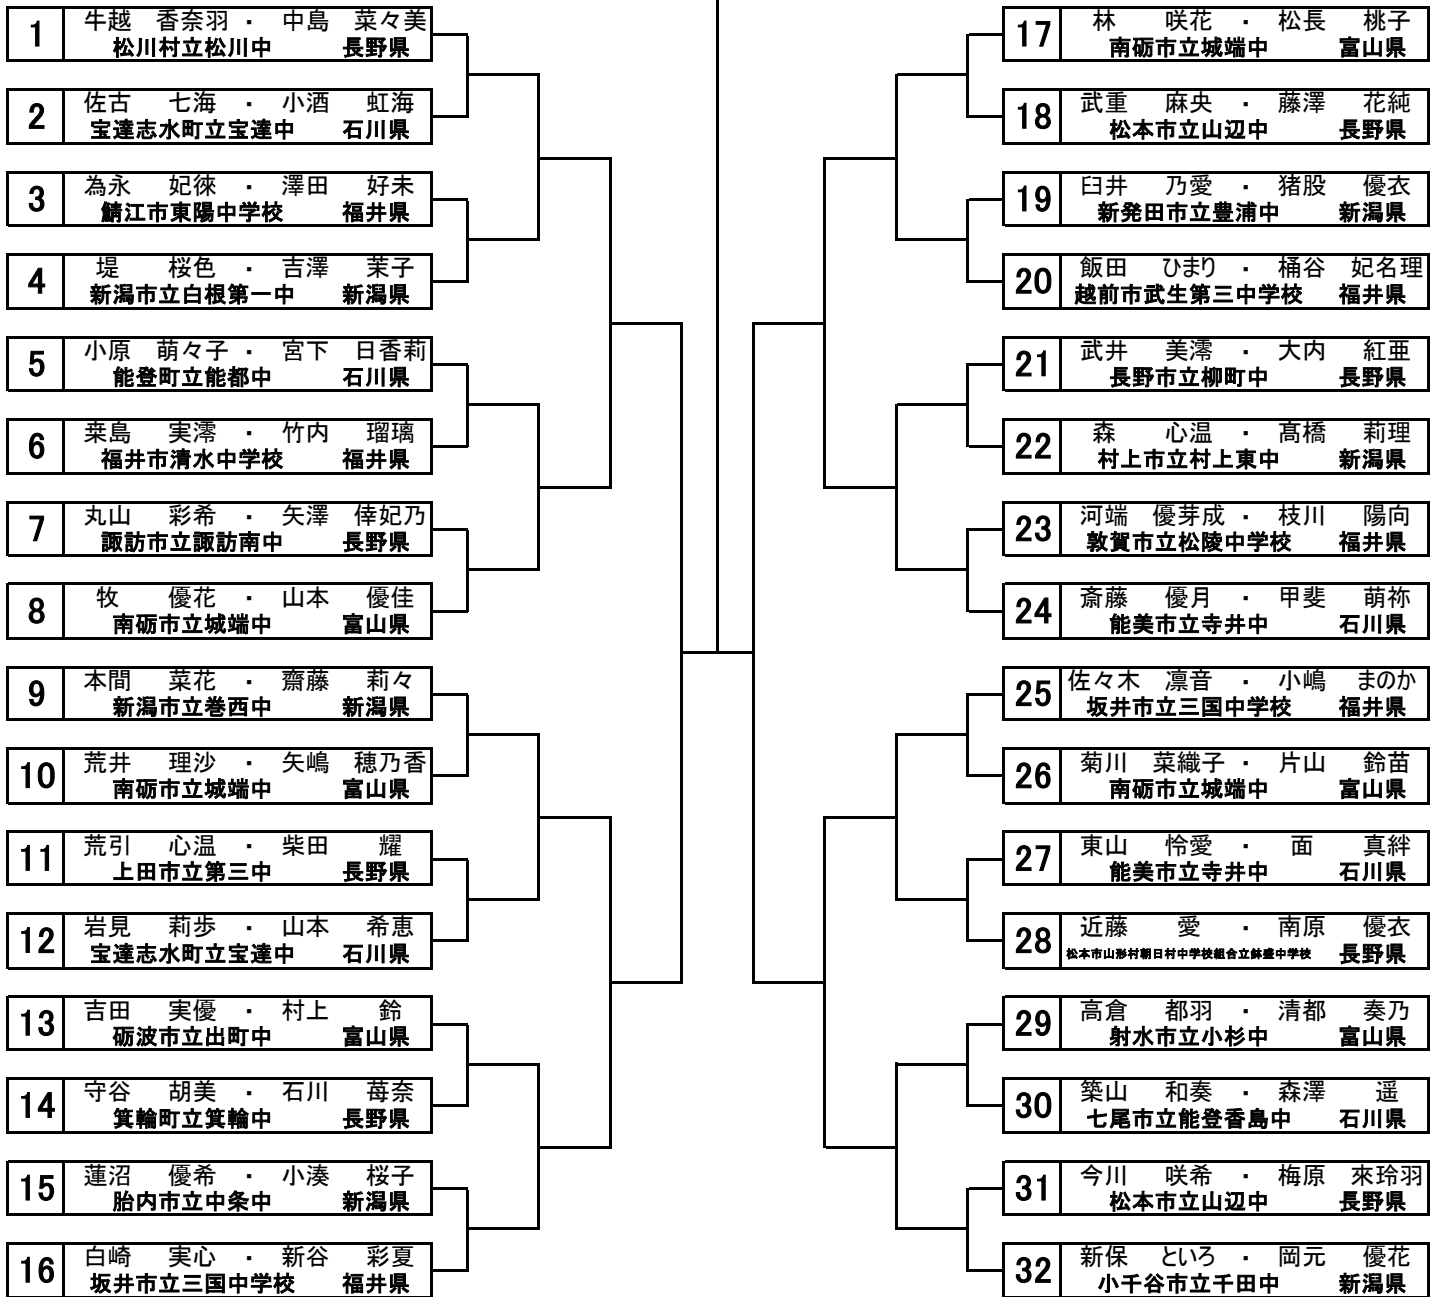 1 牛越 香奈羽 ・ 中島 菜々美
松川村立松川中 長野県
2 佐古 七海 ・ 小酒 虹海
宝達志水町立宝達中 石川県
3 為永 妃徠 ・ 澤田 好未
鯖江市東陽中学校 福井県
4 堤 桜色 ・ 吉澤 茉子
新潟市立白根第一中 新潟県
5 小原 萌々子 ・ 宮下 日香莉
能登町立能都中 石川県
6 桒島 実澪 ・ 竹内 瑠璃
福井市清水中学校 福井県
7 丸山 彩希 ・ 矢澤 倖妃乃
諏訪市立諏訪南中 長野県
8 牧 優花 ・ 山本 優佳
南砺市立城端中 富山県
9 本間 菜花 ・ 齋藤 莉々
新潟市立巻西中 新潟県
10 荒井 理沙 ・ 矢嶋 穂乃香
南砺市立城端中 富山県
11 荒引 心温 ・ 柴田 耀
上田市立第三中 長野県
12 岩見 莉歩 ・ 山本 希恵
宝達志水町立宝達中 石川県
13 吉田 実優 ・ 村上 鈴
砺波市立出町中 富山県
14 守谷 胡美 ・ 石川 苺奈
箕輪町立箕輪中 長野県
15 蓮沼 優希 ・ 小湊 桜子
胎内市立中条中 新潟県
16 白崎 実心 ・ 新谷 彩夏
坂井市立三国中学校 福井県
17 林 咲花 ・ 松長 桃子
南砺市立城端中 富山県
18 武重 麻央 ・ 藤澤 花純
松本市立山辺中 長野県
19 臼井 乃愛 ・ 猪股 優衣
新発田市立豊浦中 新潟県
20 飯田 ひまり ・ 桶谷 妃名理
越前市武生第三中学校 福井県
21 武井 美澪 ・ 大内 紅亜
長野市立柳町中 長野県
22 森 心温 ・ 髙橋 莉理
村上市立村上東中 新潟県
23 河端 優芽成 ・ 枝川 陽向
敦賀市立松陵中学校 福井県
24 斎藤 優月 ・ 甲斐 萌祢
能美市立寺井中 石川県
25 佐々木 凛音 ・ 小嶋 まのか
坂井市立三国中学校 福井県
26 菊川 菜織子 ・ 片山 鈴苗
南砺市立城端中 富山県
27 東山 怜愛 ・ 面 真絆
能美市立寺井中 石川県
28 近藤 愛 ・ 南原 優衣
松本市山形村朝日村中学校組合立鉢盛中学校 長野県
29 高倉 都羽 ・ 清都 奏乃
射水市立小杉中 富山県
30 築山 和奏 ・ 森澤 遥
七尾市立能登香島中 石川県
31 今川 咲希 ・ 梅原 來玲羽
松本市立山辺中 長野県
32 新保 といろ ・ 岡元 優花
小千谷市立千田中 新潟県